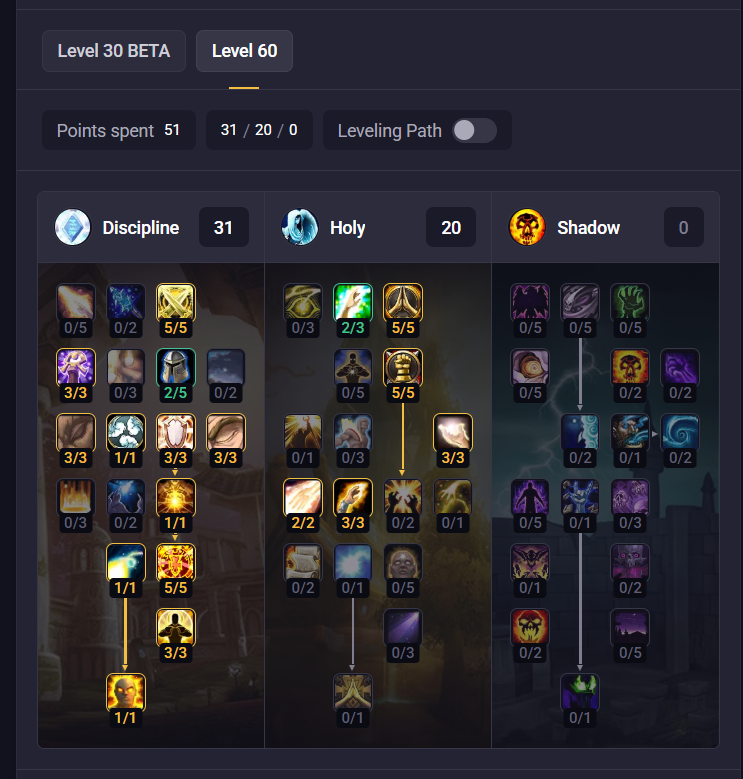 Level 30 BETA Level 60
Points spent 51 31 / 20 / 0 Leveling Path
Discipline 31 Holy 20 Shadow 0
0/5 0/2 5/5 0/3 2/3 5/5 0/5 0/5 0/5
3/3 0/3 2/5 0/2 0/5 5/5 0/5 0/2 0/2
3/3 1/1 3/3 3/3 0/1 0/3 3/3 0/2 0/1 0/2
0/3 0/2 1/1 2/2 3/3 0/2 0/1 0/5 0/1 0/3
1/1 5/5 0/2 0/1 0/5 0/1 0/2
3/3 0/3 0/2 0/5
1/1 0/1 0/1